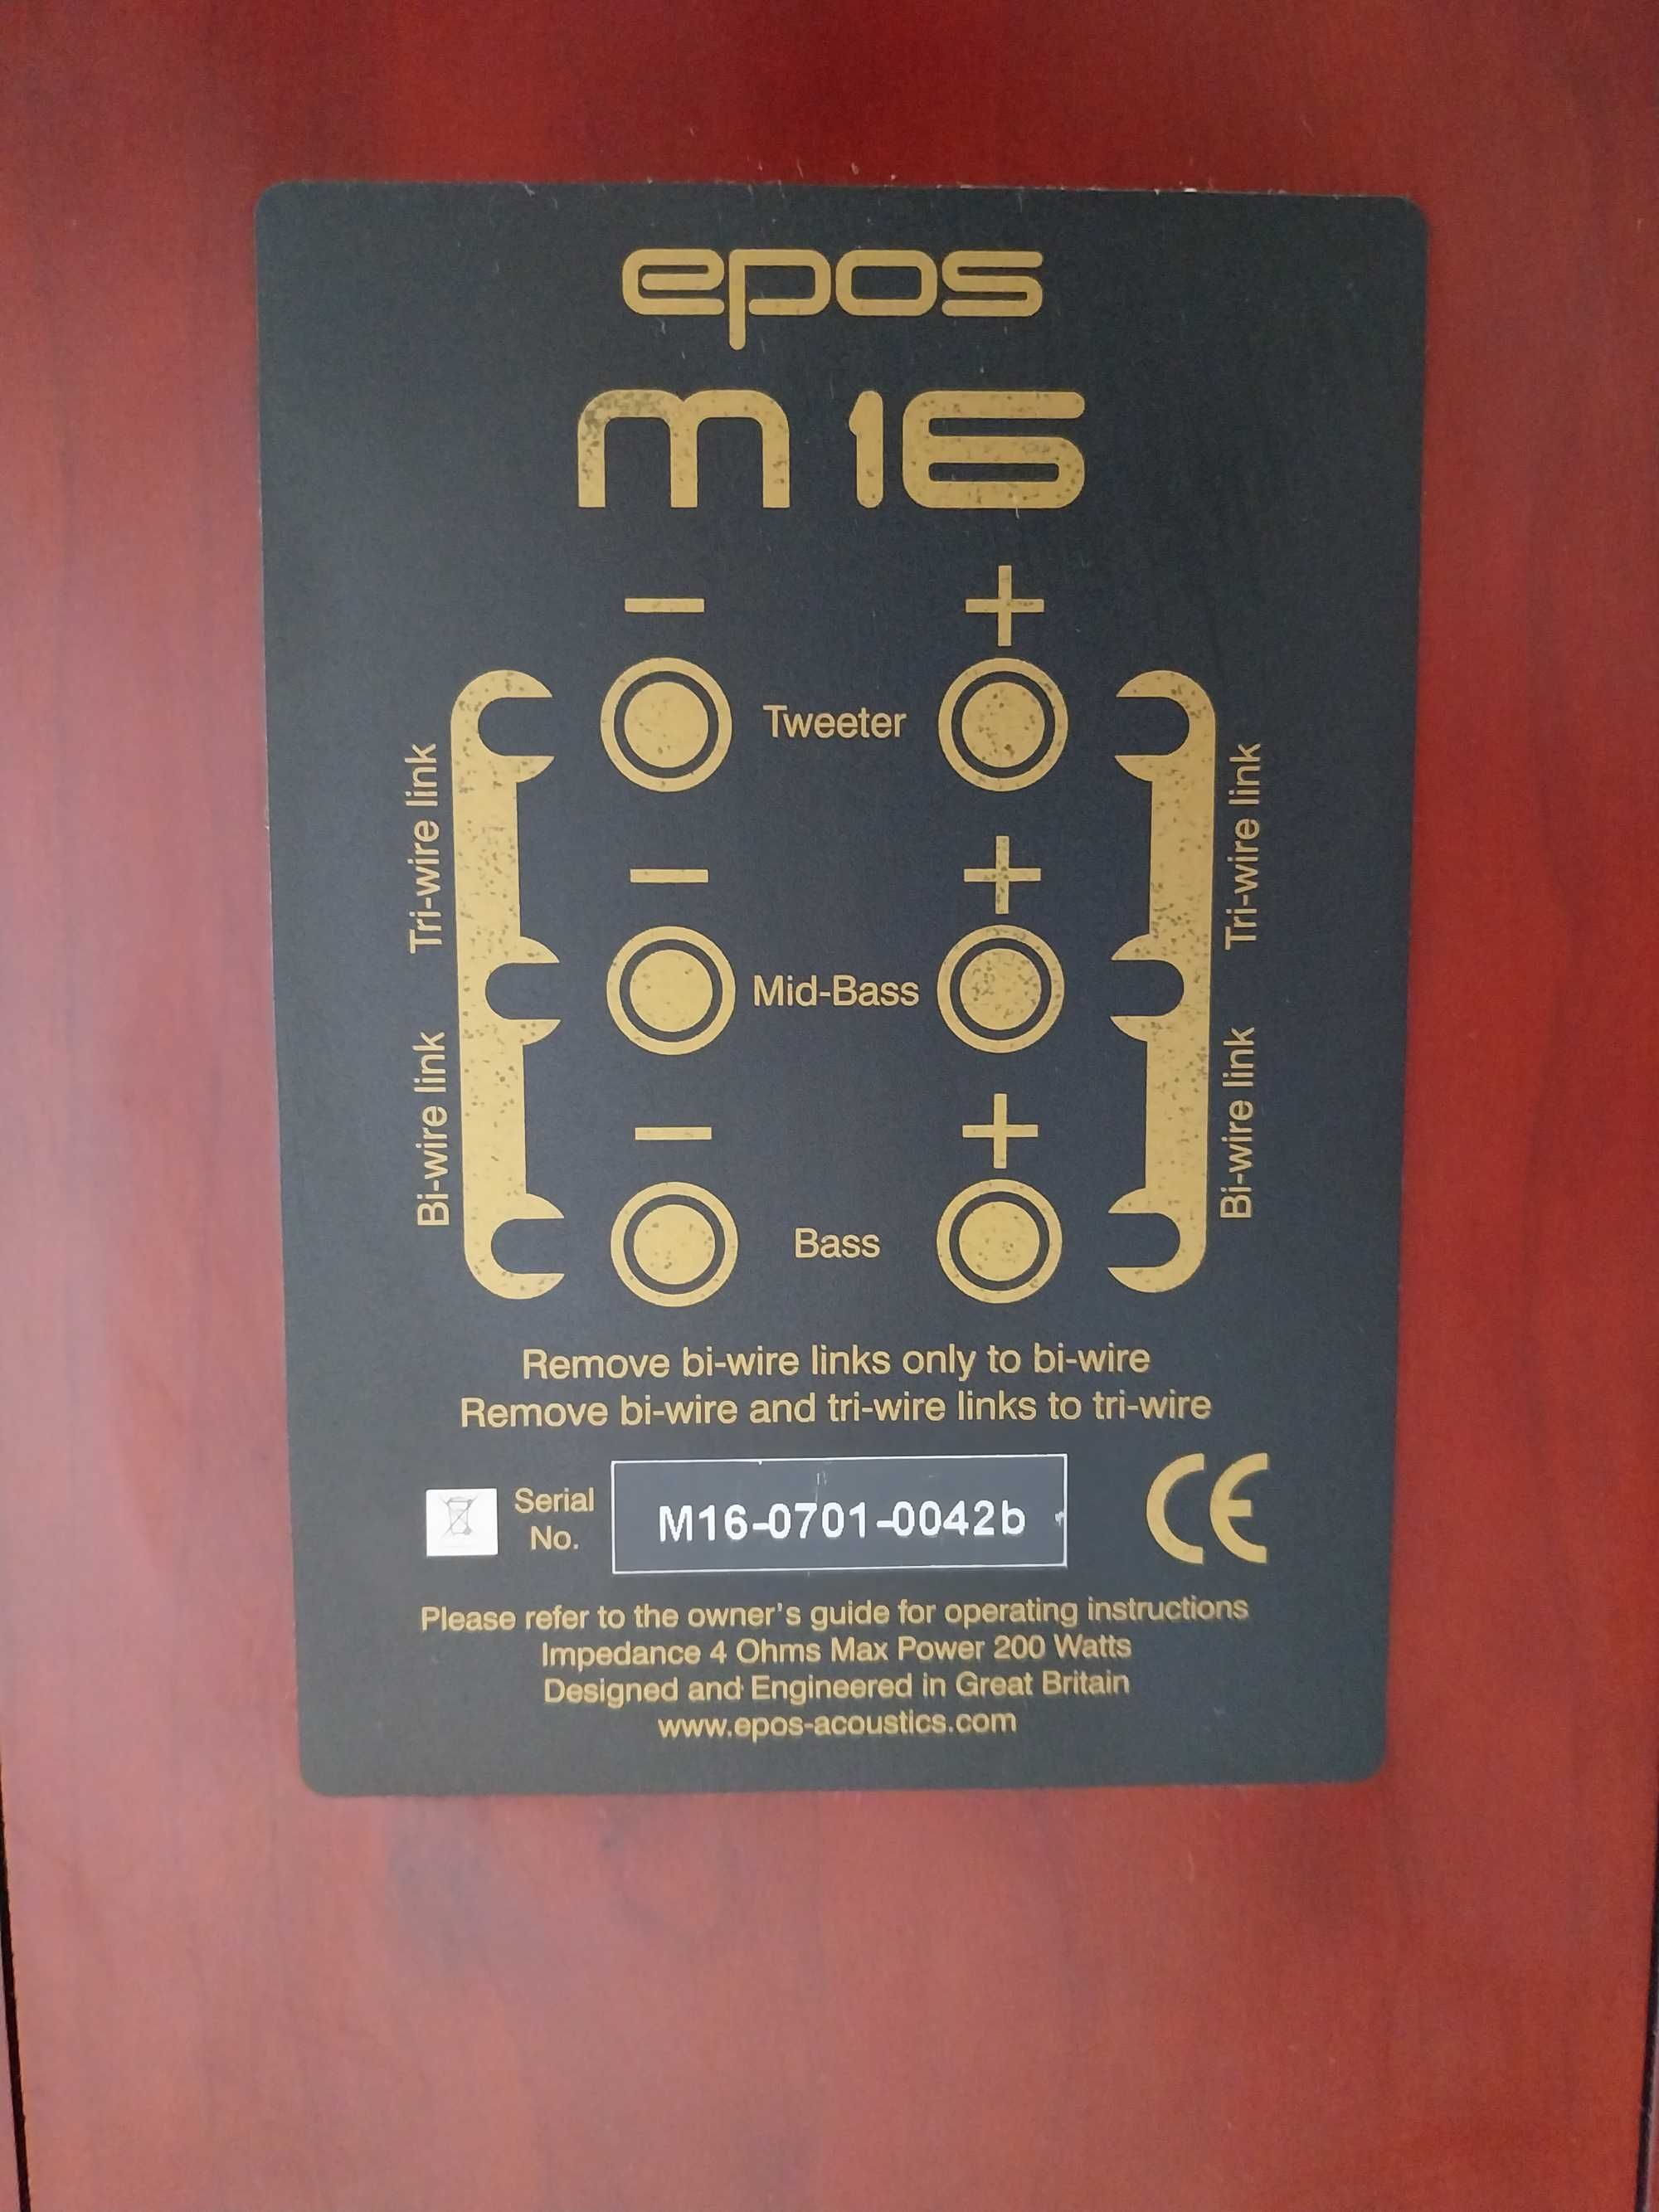 epos
m16
− +
Tweeter
Tri-wire link
Tri-wire link
− +
Mid-Bass
Bi-wire link
Bi-wire link
− +
Bass
Remove bi-wire links only to bi-wire
Remove bi-wire and tri-wire links to tri-wire
Serial
No.
M16-0701-0042b
CE
Please refer to the owner's guide for operating instructions
Impedance 4 Ohms Max Power 200 Watts
Designed and Engineered in Great Britain
www.epos-acoustics.com